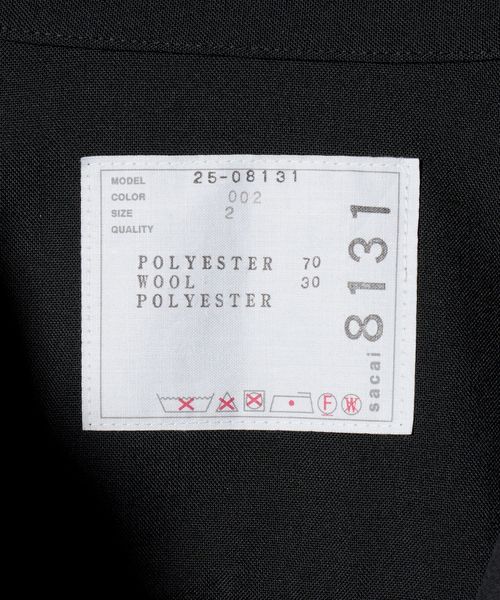 MODEL 25-08131
COLOR 002
SIZE 2
QUALITY
POLYESTER 70
WOOL 30
POLYESTER
sacai 8131
F
W